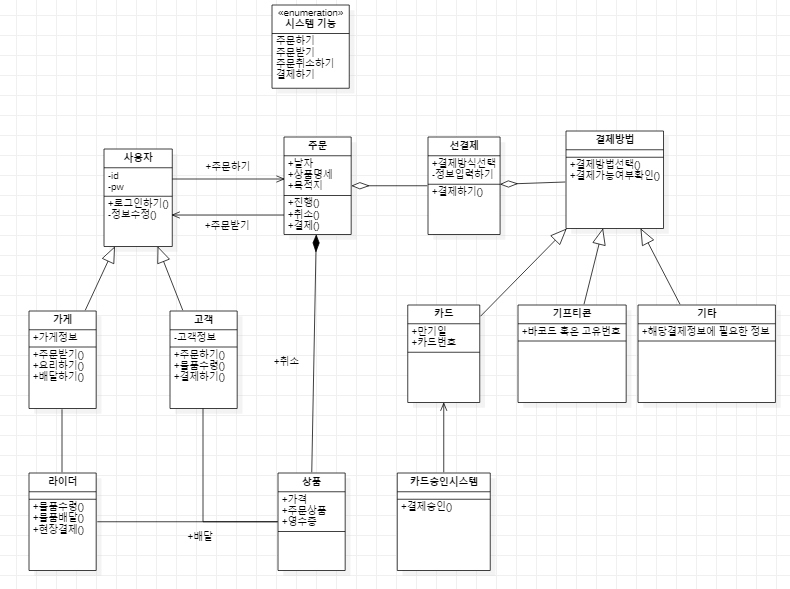 «enumeration»
시스템 기능
주문하기
주문받기
주문취소하기
결제하기
사용자
-id
-pw
+로그인하기()
-정보수정()
+주문하기
+주문받기
주문
+날자
+상품명세
+목적지
+진행()
+취소()
+결제()
선결제
+결제방식선택
-정보입력하기
+결제하기()
결제방법
+결제방법선택()
+결제가능여부확인()
가게
+가게정보
+주문받기()
+요리하기()
+배달하기()
고객
-고객정보
+주문하기()
+물품수령()
+결제하기()
+취소
카드
+만기일
+카드번호
기프티콘
+바코드 혹은 고유번호
기타
+해당결제정보에 필요한 정보
라이더
+물품수령()
+물품배달()
+현장결제()
+배달
상품
+가격
+주문상품
+영수증
카드승인시스템
+결제승인()